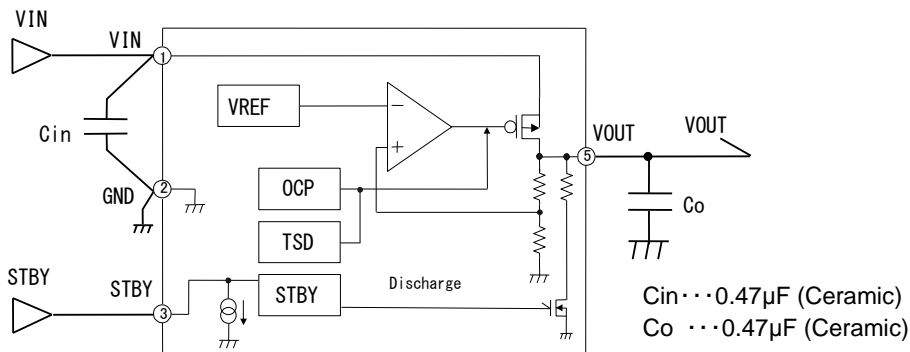 VIN
VIN
1
VREF
−
+
Cin
VOUT
VOUT
5
GND
2
OCP
Co
TSD
STBY
STBY
3
STBY
Discharge
Cin･･･0.47µF (Ceramic)
Co ･･･0.47µF (Ceramic)